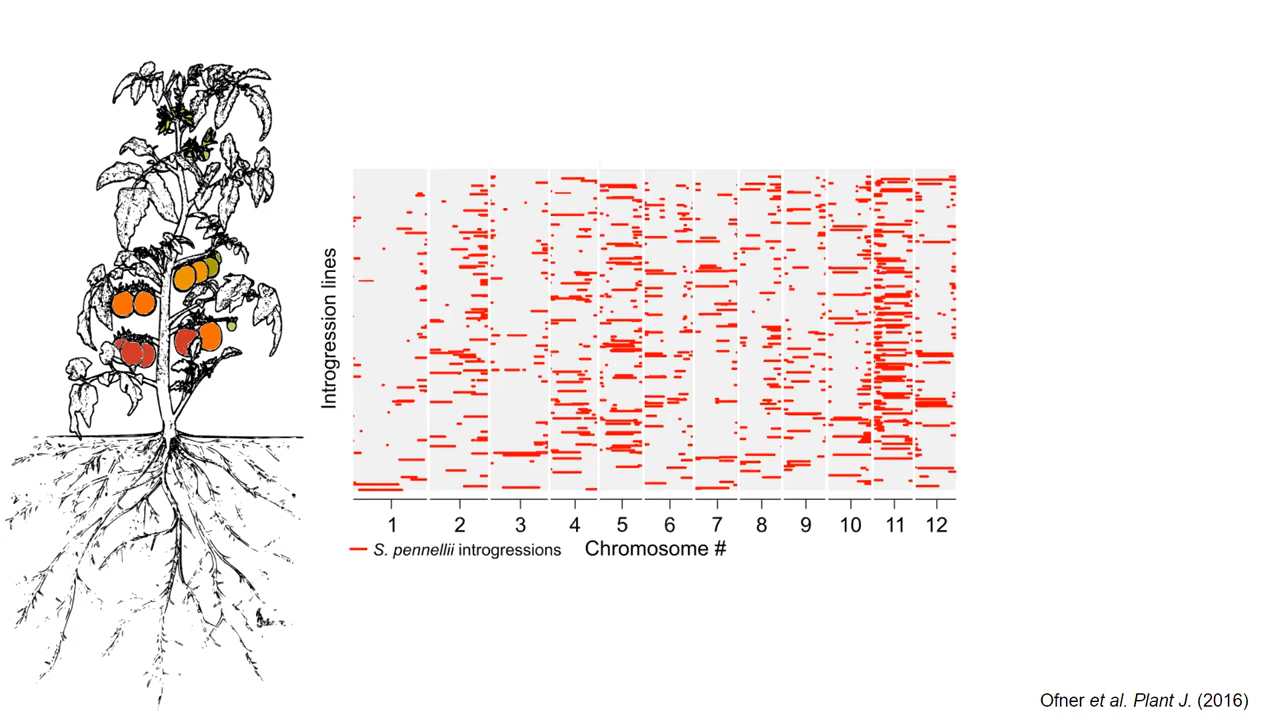 Introgression lines
1 2 3 4 5 6 7 8 9 10 11 12
S. pennellii introgressions Chromosome #
Ofner et al. Plant J. (2016)